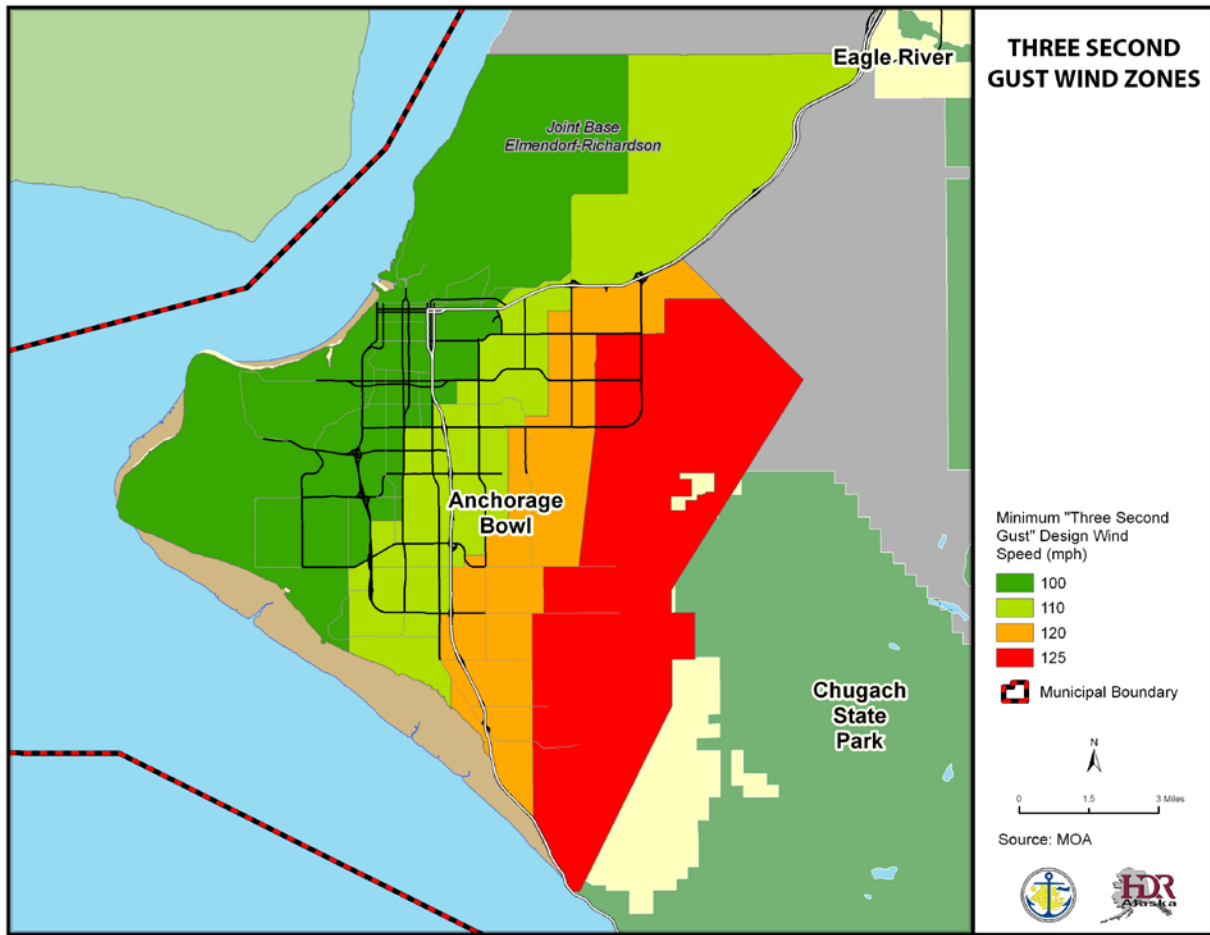 THREE SECOND
GUST WIND ZONES
Eagle River
Joint Base
Elmendorf-Richardson
Anchorage
Bowl
Chugach
State
Park
Minimum "Three Second
Gust" Design Wind
Speed (mph)
100
110
120
125
Municipal Boundary
N
0 1.5 3 Miles
Source: MOA
HDR
Alaska